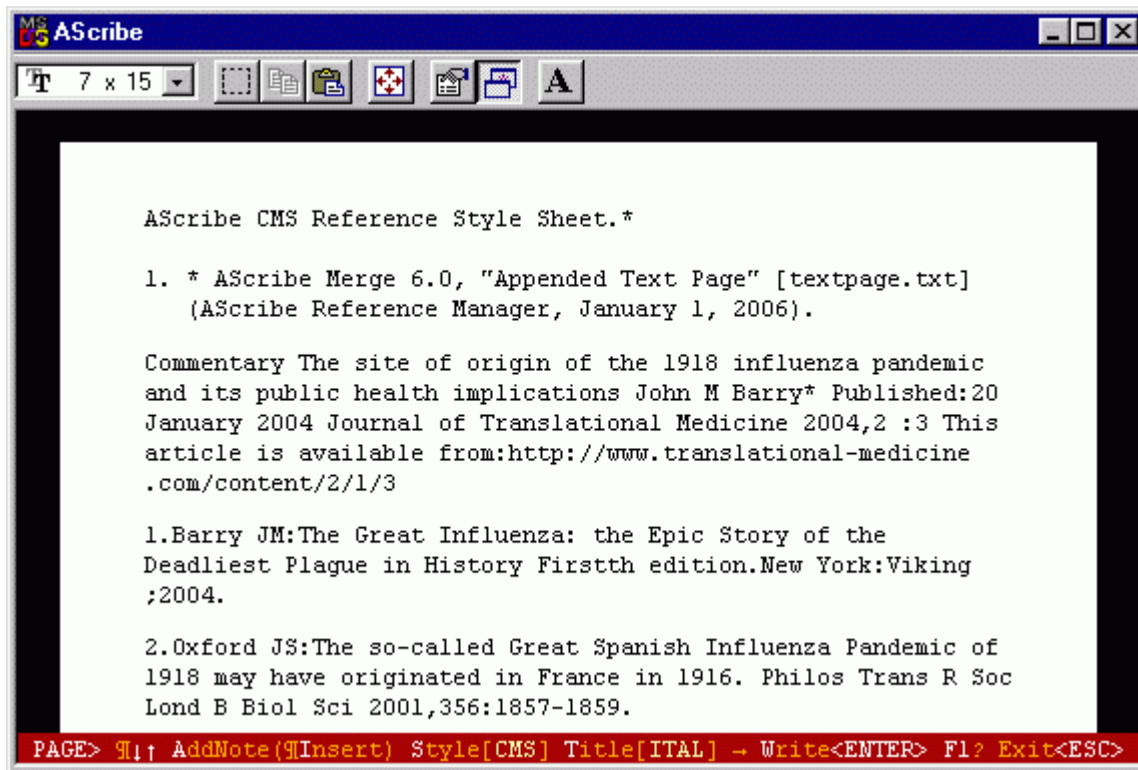 MS DOS AScribe
Tr 7 x 15 A
AScribe CMS Reference Style Sheet.*
1. * AScribe Merge 6.0, "Appended Text Page" [textpage.txt]
(AScribe Reference Manager, January 1, 2006).
Commentary The site of origin of the 1918 influenza pandemic
and its public health implications John M Barry* Published:20
January 2004 Journal of Translational Medicine 2004,2 :3 This
article is available from:http://www.translational-medicine
.com/content/2/1/3
1.Barry JM:The Great Influenza: the Epic Story of the
Deadliest Plague in History Firstth edition.New York:Viking
;2004.
2.Oxford JS:The so-called Great Spanish Influenza Pandemic of
1918 may have originated in France in 1916. Philos Trans R Soc
Lond B Biol Sci 2001,356:1857-1859.
PAGE> ¶↓↑ AddNote(¶Insert) Style[CMS] Title[ITAL] → Write<ENTER> F1? Exit<ESC>